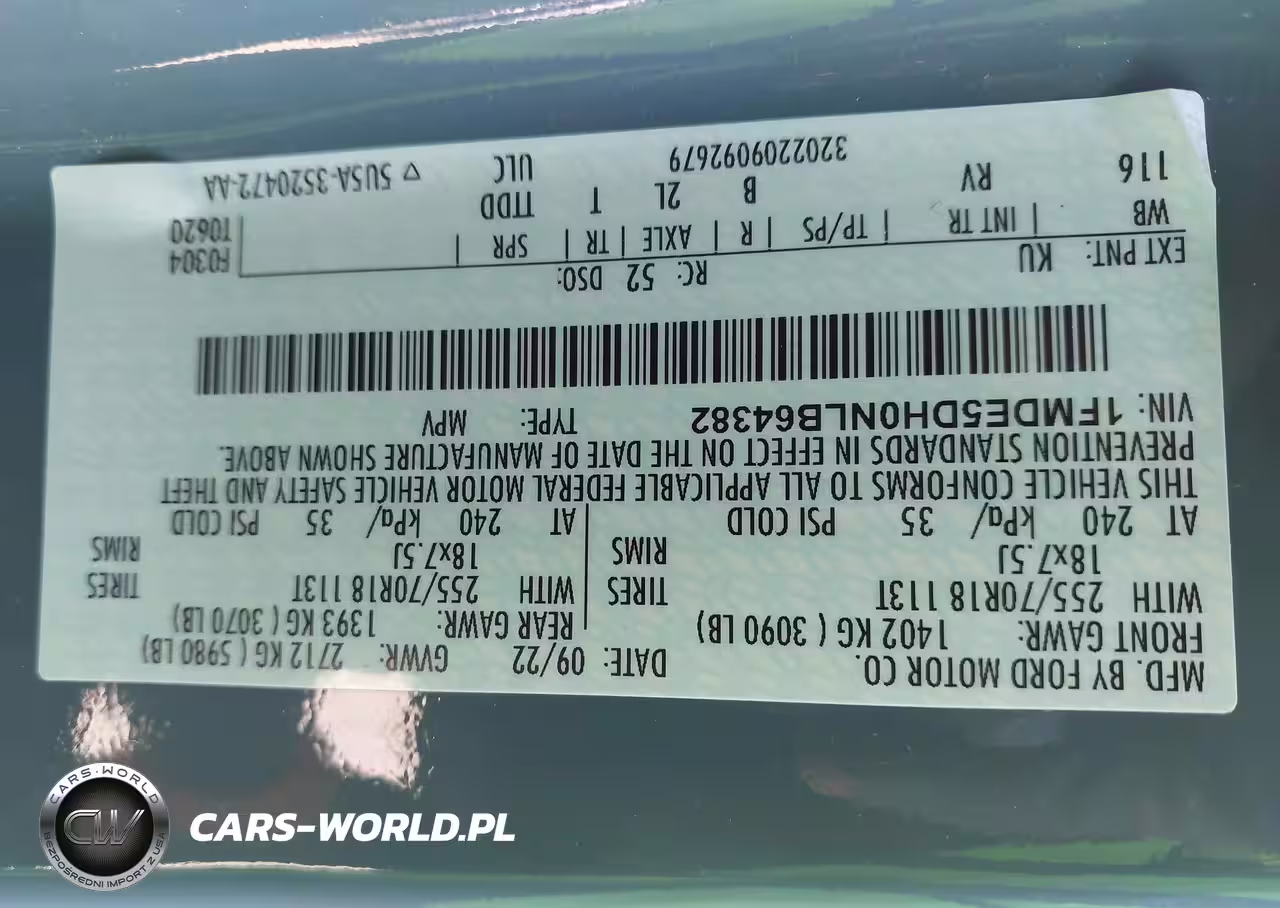 MFD. BY FORD MOTOR CO.
DATE: 09/22 GVWR: 2712 KG ( 5980 LB)
FRONT GAWR: 1402 KG ( 3090 LB)
REAR GAWR: 1393 KG ( 3070 LB)
WITH 255/70R18 113T TIRES
WITH 255/70R18 113T TIRES
18x7.5J RIMS
18x7.5J RIMS
AT 240 kPa/ 35 PSI COLD
AT 240 kPa/ 35 PSI COLD
THIS VEHICLE CONFORMS TO ALL APPLICABLE FEDERAL MOTOR VEHICLE SAFETY AND THEFT
PREVENTION STANDARDS IN EFFECT ON THE DATE OF MANUFACTURE SHOWN ABOVE.
VIN: 1FMDE5DH0NLB64382 TYPE: MPV
EXT PNT: KU RC: 52 DSO: F0304
WB | INT TR | TP/PS | R | AXLE | TR | SPR | T0620
116 RV B 2L T TTDD
3202209092679 ULC ▽ 5U5A-3520472-AA
CARS-WORLD
CW
BEZPOŚREDNI IMPORT Z USA
CARS-WORLD.PL